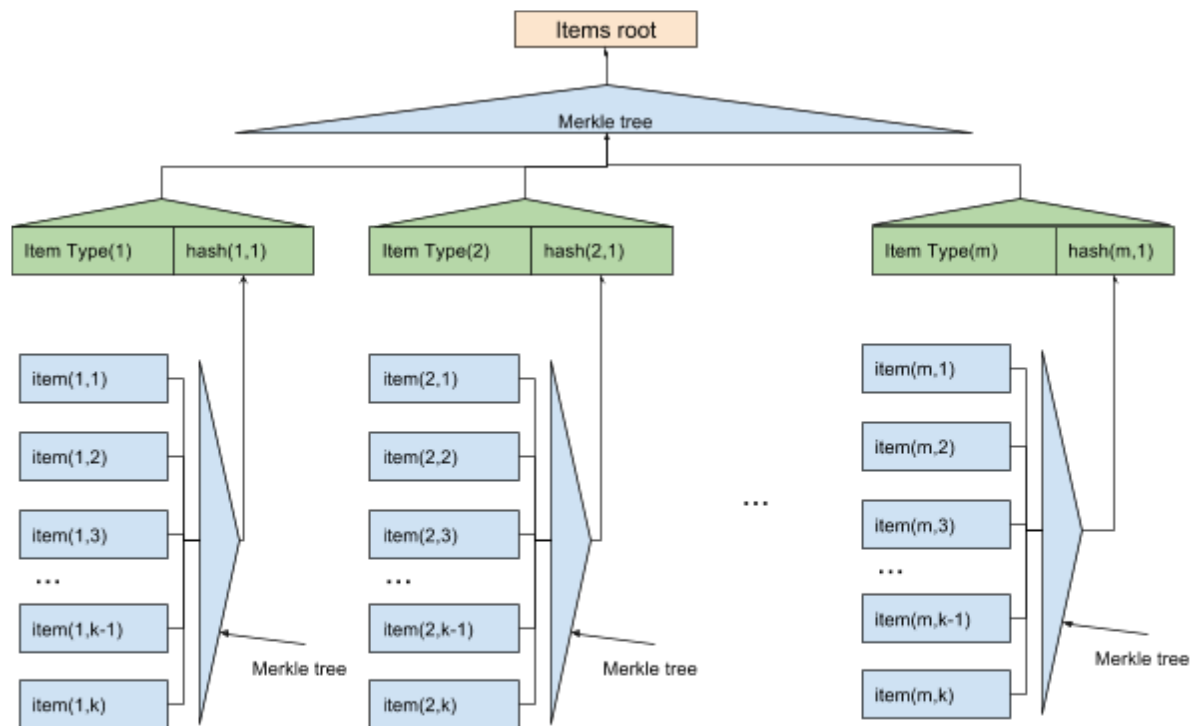 Items root
Merkle tree
Item Type(1) hash(1,1)
Item Type(2) hash(2,1)
Item Type(m) hash(m,1)
item(1,1)
item(1,2)
item(1,3)
...
item(1,k-1)
item(1,k)
Merkle tree
item(2,1)
item(2,2)
item(2,3)
...
item(2,k-1)
item(2,k)
Merkle tree
...
item(m,1)
item(m,2)
item(m,3)
...
item(m,k-1)
item(m,k)
Merkle tree